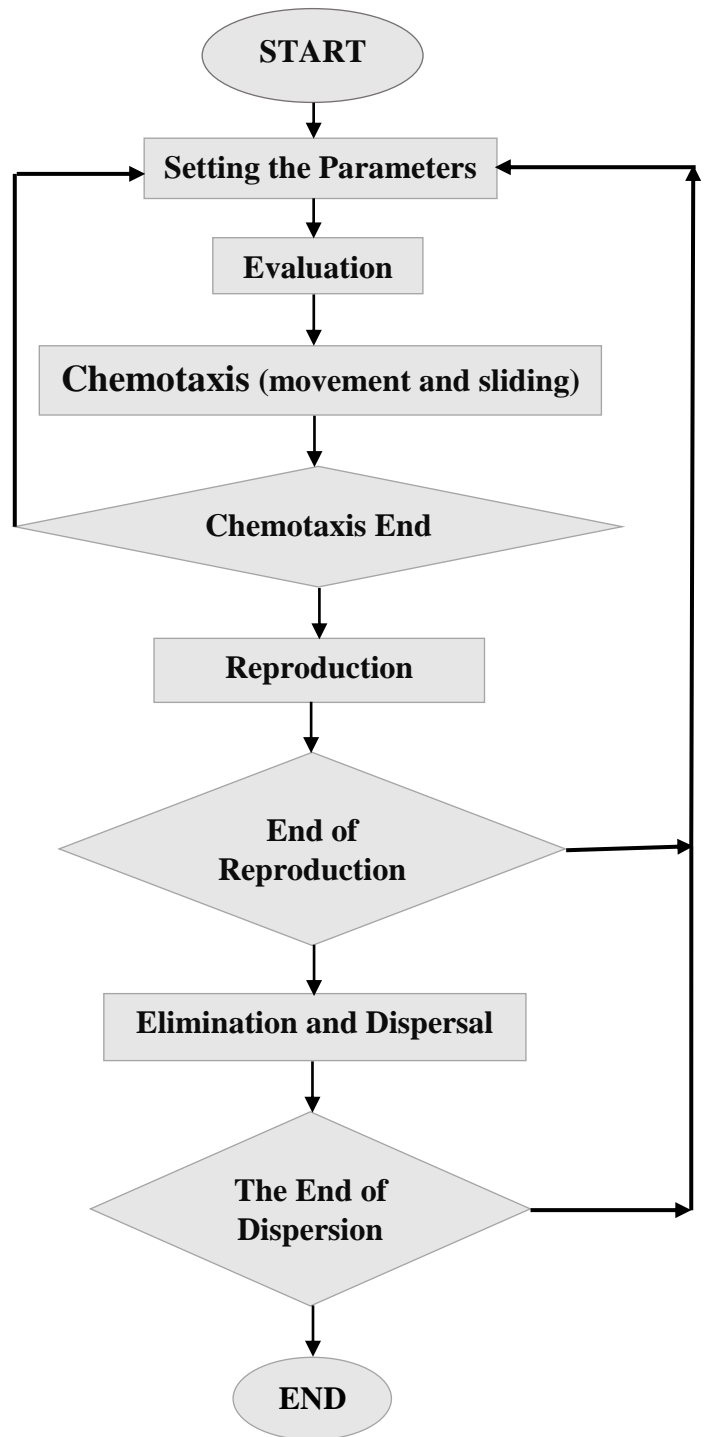 START
Setting the Parameters
Evaluation
Chemotaxis (movement and sliding)
Chemotaxis End
Reproduction
End of
Reproduction
Elimination and Dispersal
The End of
Dispersion
END